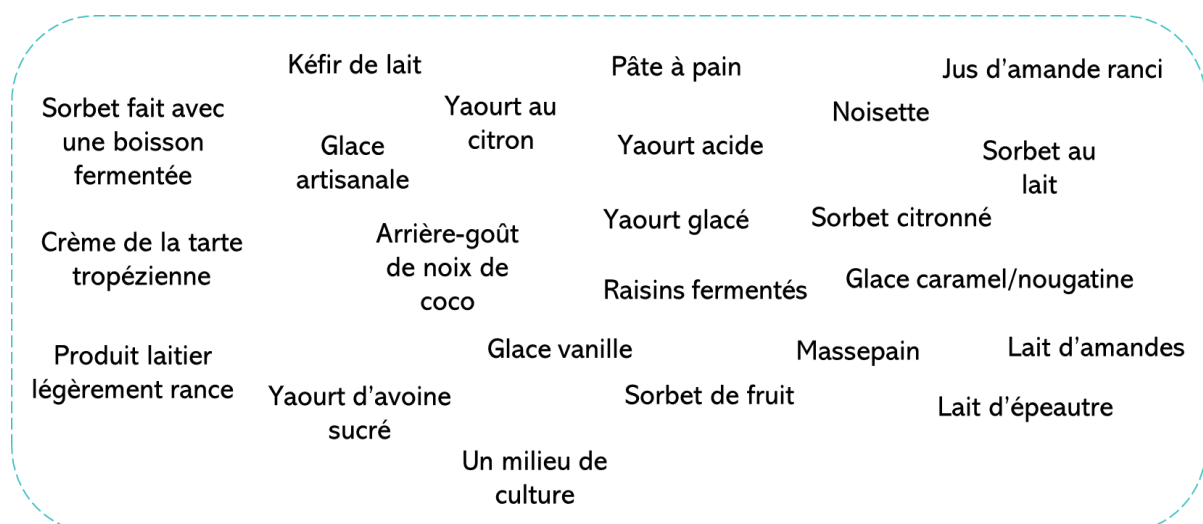 Kéfir de lait
Pâte à pain
Jus d'amande ranci
Sorbet fait avec
une boisson
fermentée
Yaourt au
citron
Noisette
Glace
artisanale
Yaourt acide
Sorbet au
lait
Crème de la tarte
tropézienne
Arrière-goût
de noix de
coco
Yaourt glacé
Sorbet citronné
Raisins fermentés
Glace caramel/nougatine
Produit laitier
légèrement rance
Glace vanille
Massepain
Lait d'amandes
Yaourt d'avoine
sucré
Sorbet de fruit
Lait d'épeautre
Un milieu de
culture